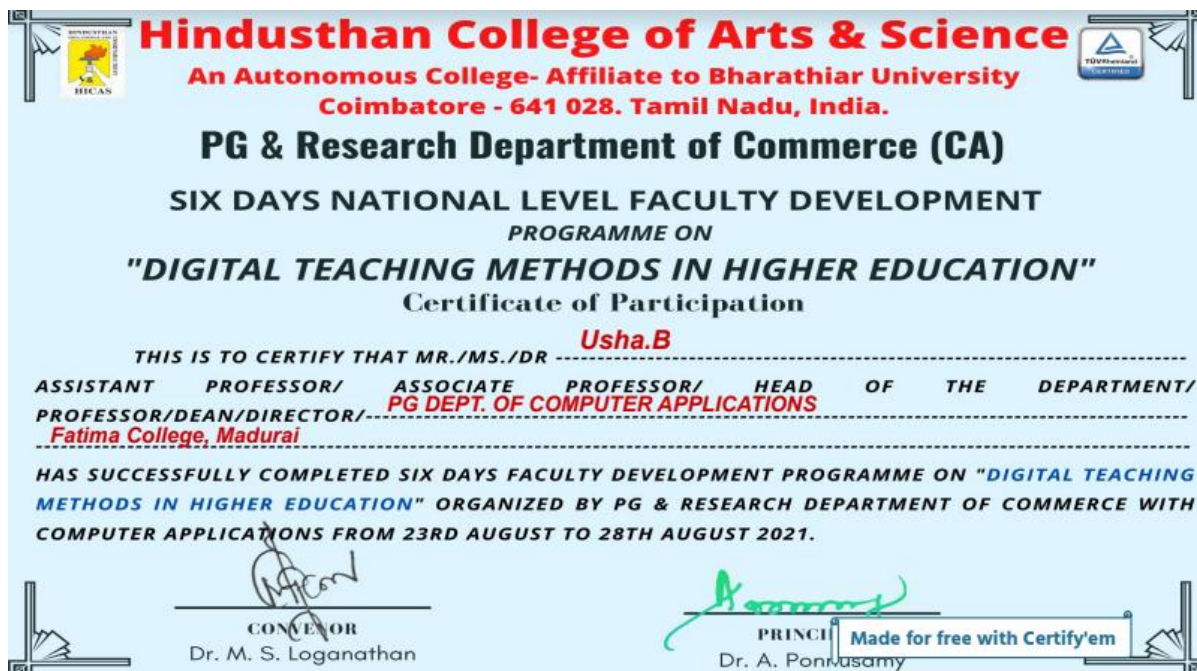 HINDUSTHAN
HICAS
Hindusthan College of Arts & Science
TÜVRheinland
CERTIFIED
An Autonomous College- Affiliate to Bharathiar University
Coimbatore - 641 028. Tamil Nadu, India.
PG & Research Department of Commerce (CA)
SIX DAYS NATIONAL LEVEL FACULTY DEVELOPMENT
PROGRAMME ON
"DIGITAL TEACHING METHODS IN HIGHER EDUCATION"
Certificate of Participation
THIS IS TO CERTIFY THAT MR./MS./DR Usha.B
ASSISTANT PROFESSOR/ ASSOCIATE PROFESSOR/ HEAD OF THE DEPARTMENT/
PROFESSOR/DEAN/DIRECTOR/ PG DEPT. OF COMPUTER APPLICATIONS
Fatima College, Madurai
HAS SUCCESSFULLY COMPLETED SIX DAYS FACULTY DEVELOPMENT PROGRAMME ON "DIGITAL TEACHING
METHODS IN HIGHER EDUCATION" ORGANIZED BY PG & RESEARCH DEPARTMENT OF COMMERCE WITH
COMPUTER APPLICATIONS FROM 23RD AUGUST TO 28TH AUGUST 2021.
CONVENOR
Dr. M. S. Loganathan
Dr. A. Ponnusamy
Made for free with Certify'em